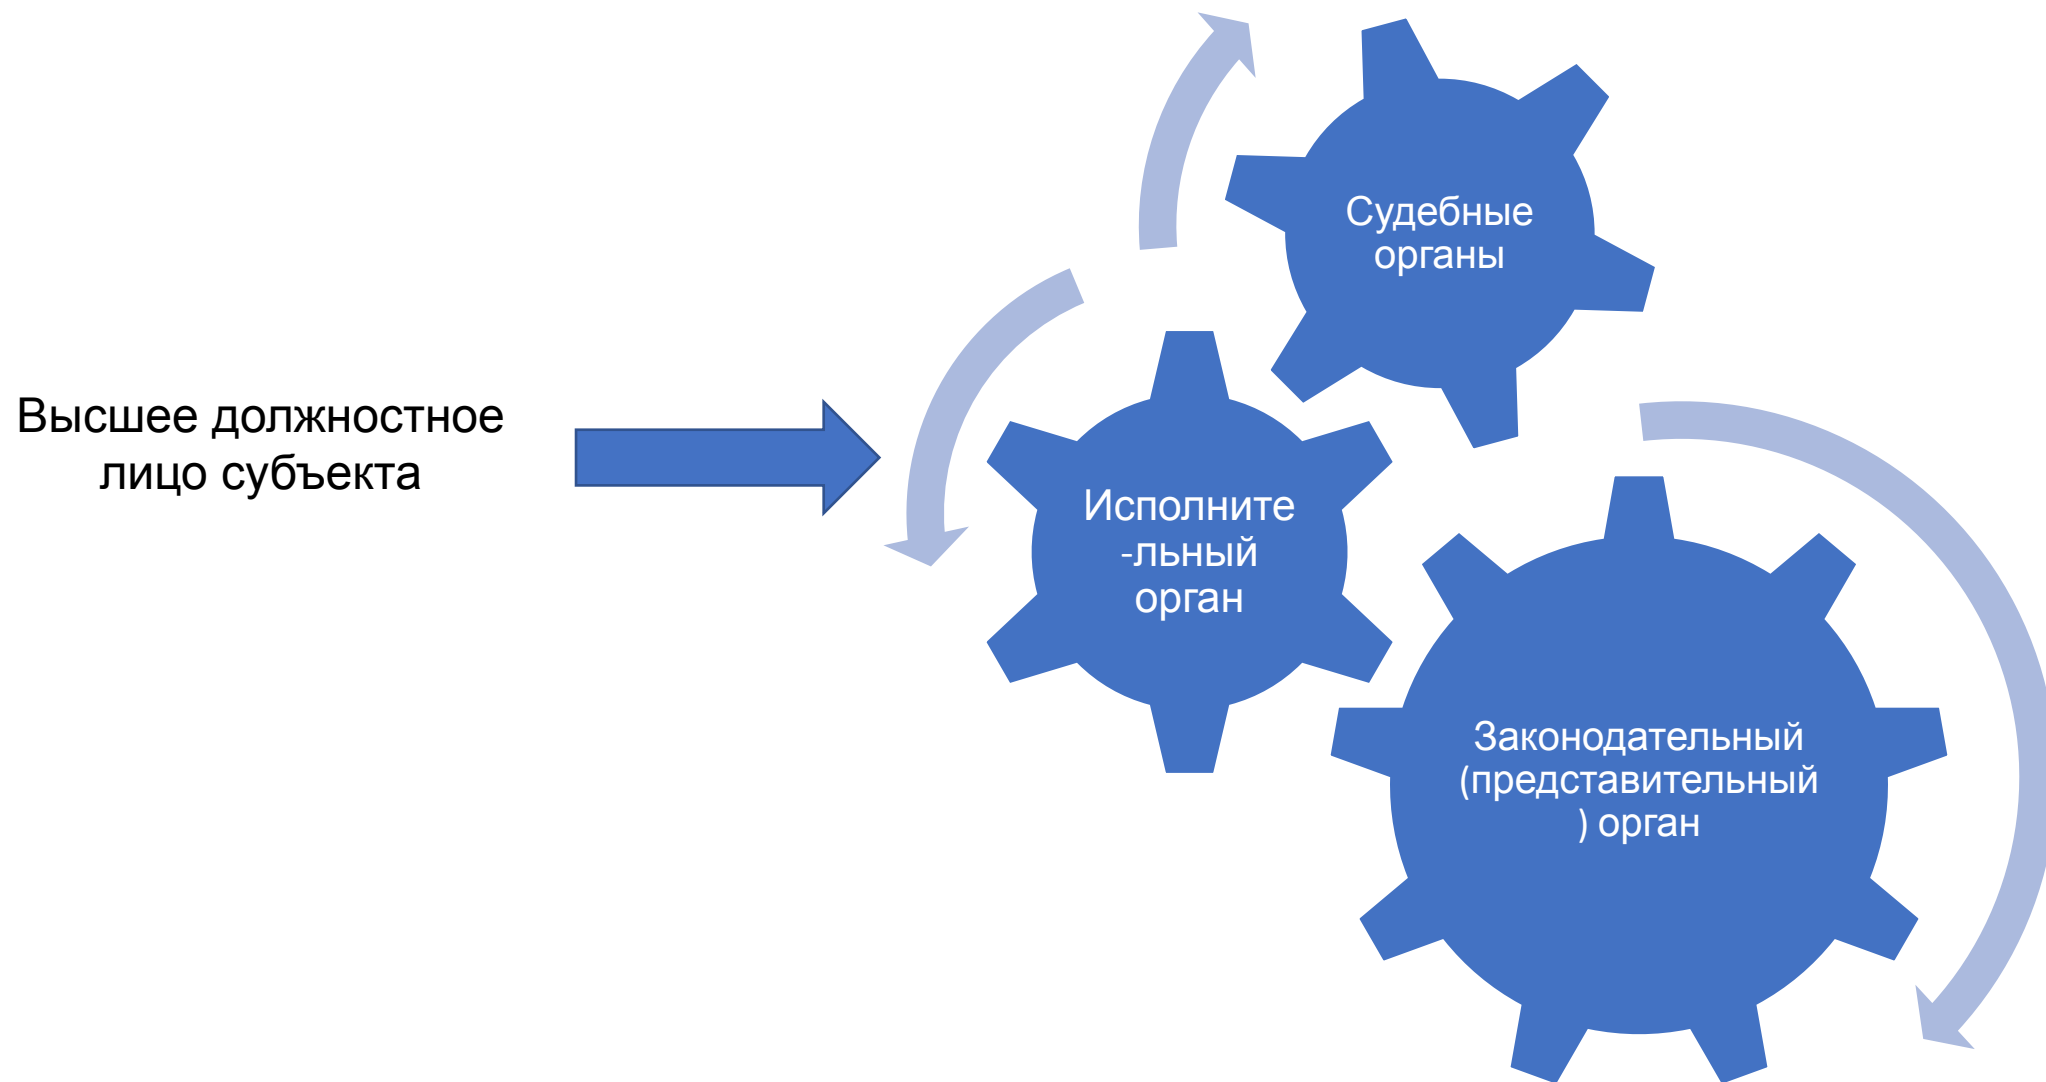 Высшее должностное
лицо субъекта
Судебные
органы
Исполните
-льный
орган
Законодательный
(представительный
) орган